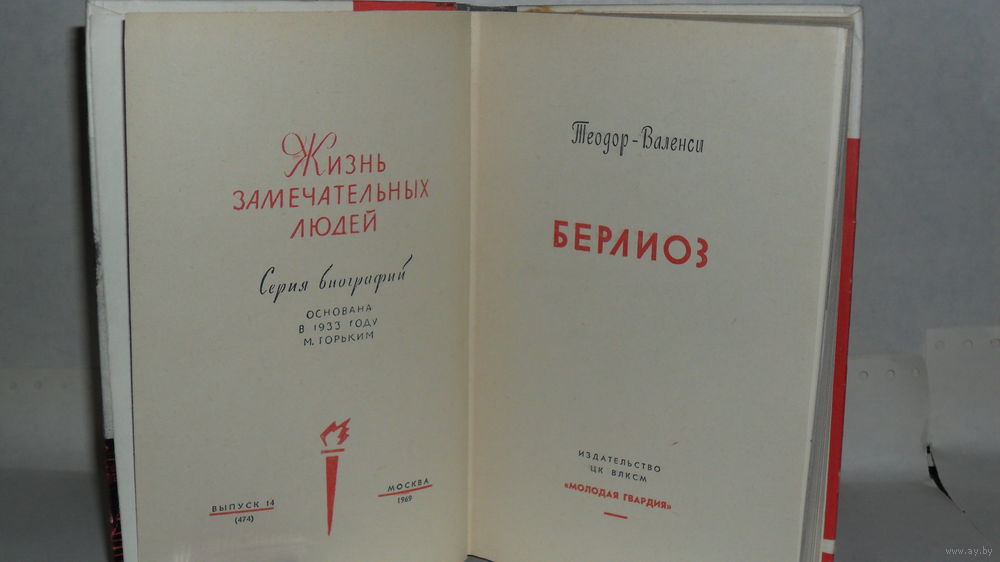 Жизнь
ЗАМЕЧАТЕЛЬНЫХ
ЛЮДЕЙ
Серия биографий
ОСНОВАНА
В 1933 ГОДУ
М. ГОРЬКИМ
ВЫПУСК 14
(474)
МОСКВА
1969
Теодор-Валенси
БЕРЛИОЗ
ИЗДАТЕЛЬСТВО
ЦК ВЛКСМ
«МОЛОДАЯ ГВАРДИЯ»
www.ay.by